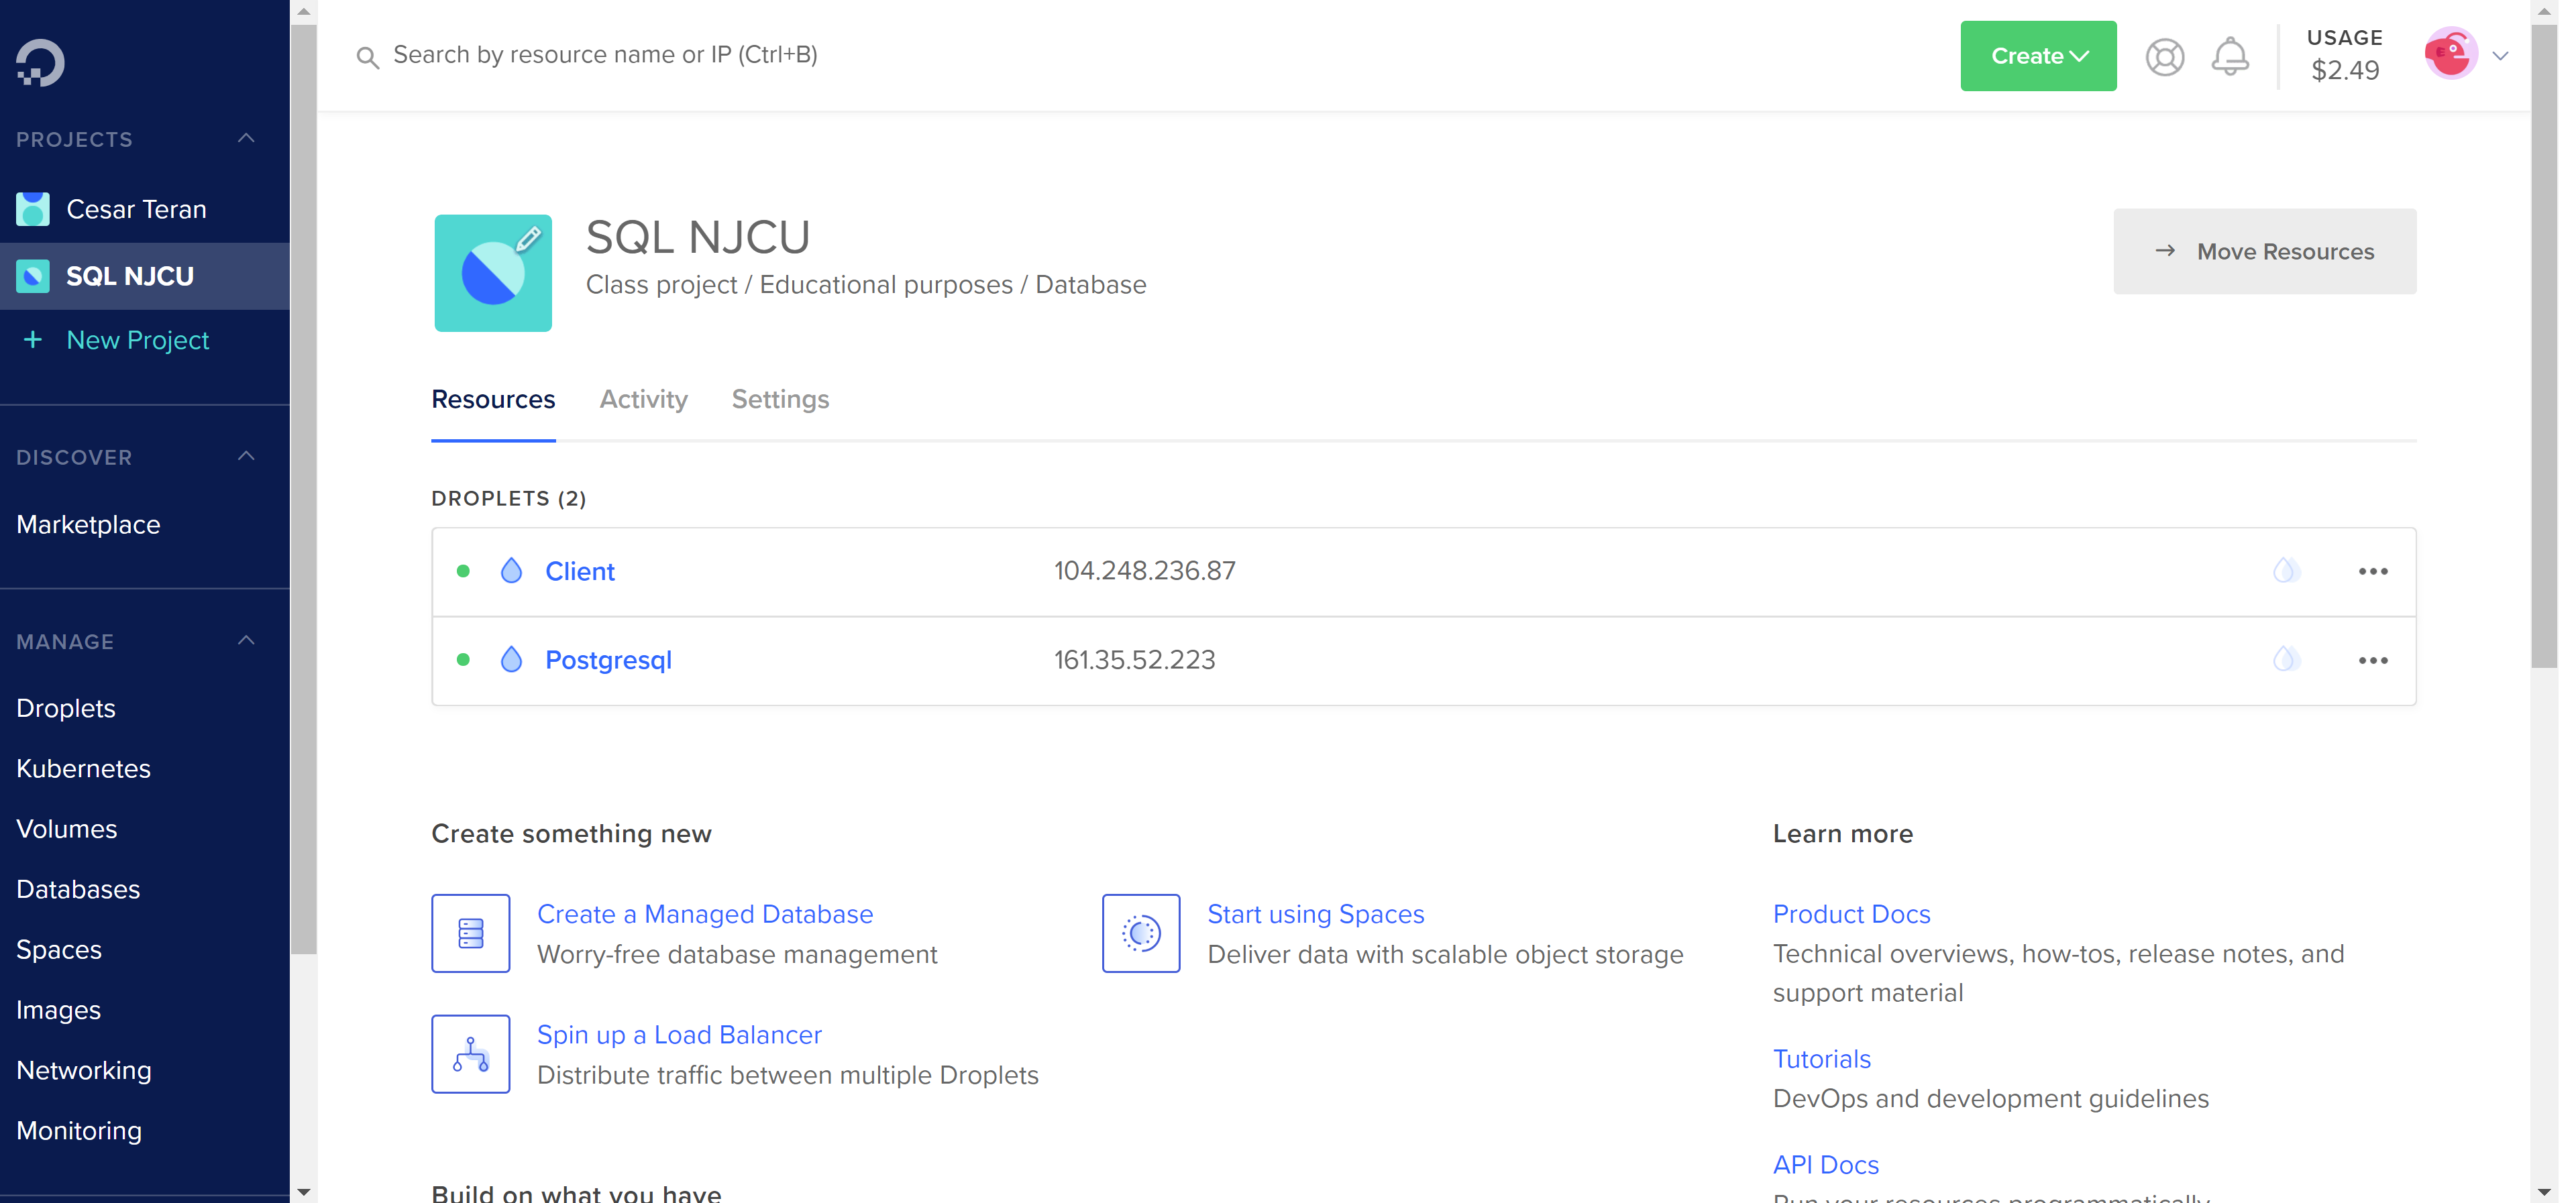 Search by resource name or IP (Ctrl+B)
Create
USAGE
$2.49
PROJECTS
Cesar Teran
SQL NJCU
+ New Project
DISCOVER
Marketplace
MANAGE
Droplets
Kubernetes
Volumes
Databases
Spaces
Images
Networking
Monitoring
SQL NJCU
Class project / Educational purposes / Database
→ Move Resources
Resources
Activity
Settings
DROPLETS (2)
Client
104.248.236.87
Postgresql
161.35.52.223
Create something new
Create a Managed Database
Worry-free database management
Start using Spaces
Deliver data with scalable object storage
Spin up a Load Balancer
Distribute traffic between multiple Droplets
Build on what you have
Learn more
Product Docs
Technical overviews, how-tos, release notes, and
support material
Tutorials
DevOps and development guidelines
API Docs
Run your resources programmatically